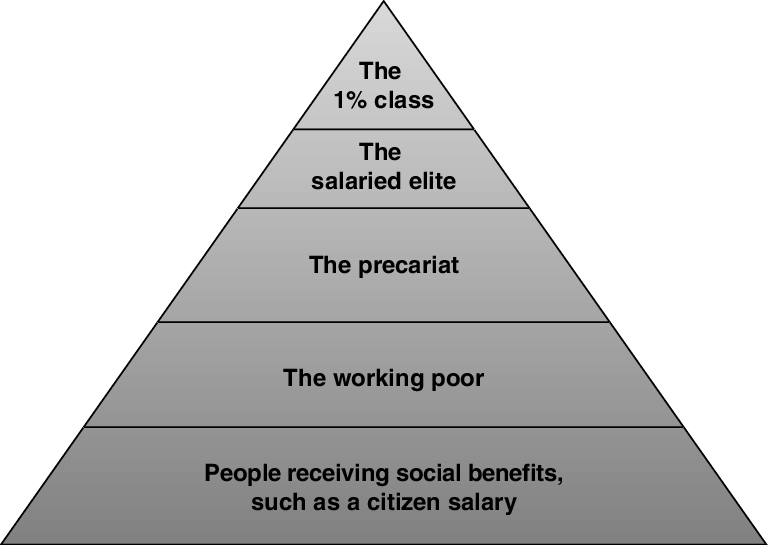 The
1% class
The
salaried elite
The precariat
The working poor
People receiving social benefits,
such as a citizen salary